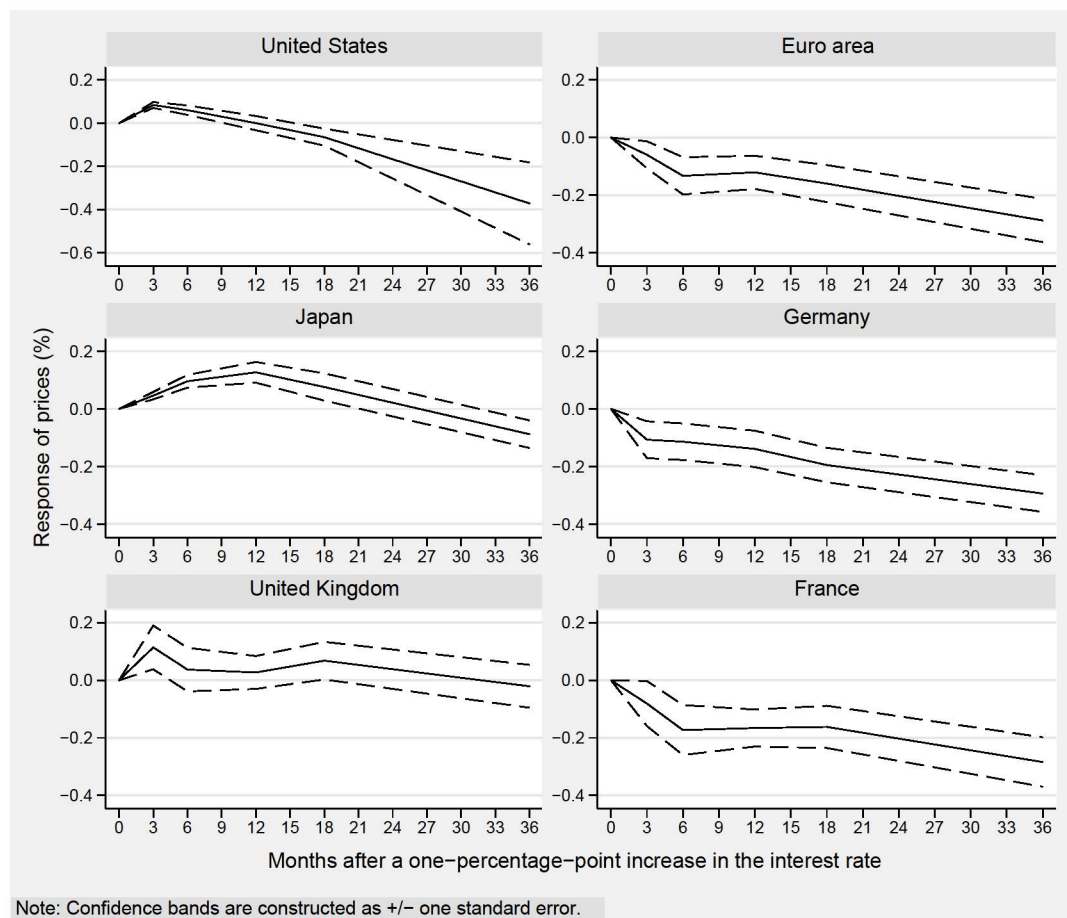 United States
0.2
0.0
−0.2
−0.4
−0.6
0 3 6 9 12 15 18 21 24 27 30 33 36
Euro area
0.0
−0.2
−0.4
0 3 6 9 12 15 18 21 24 27 30 33 36
Japan
0.2
0.0
−0.2
−0.4
0 3 6 9 12 15 18 21 24 27 30 33 36
Germany
0.0
−0.2
−0.4
0 3 6 9 12 15 18 21 24 27 30 33 36
United Kingdom
0.2
0.0
−0.2
−0.4
0 3 6 9 12 15 18 21 24 27 30 33 36
France
0.2
0.0
−0.2
−0.4
0 3 6 9 12 15 18 21 24 27 30 33 36
Response of prices (%)
Months after a one−percentage−point increase in the interest rate
Note: Confidence bands are constructed as +/− one standard error.